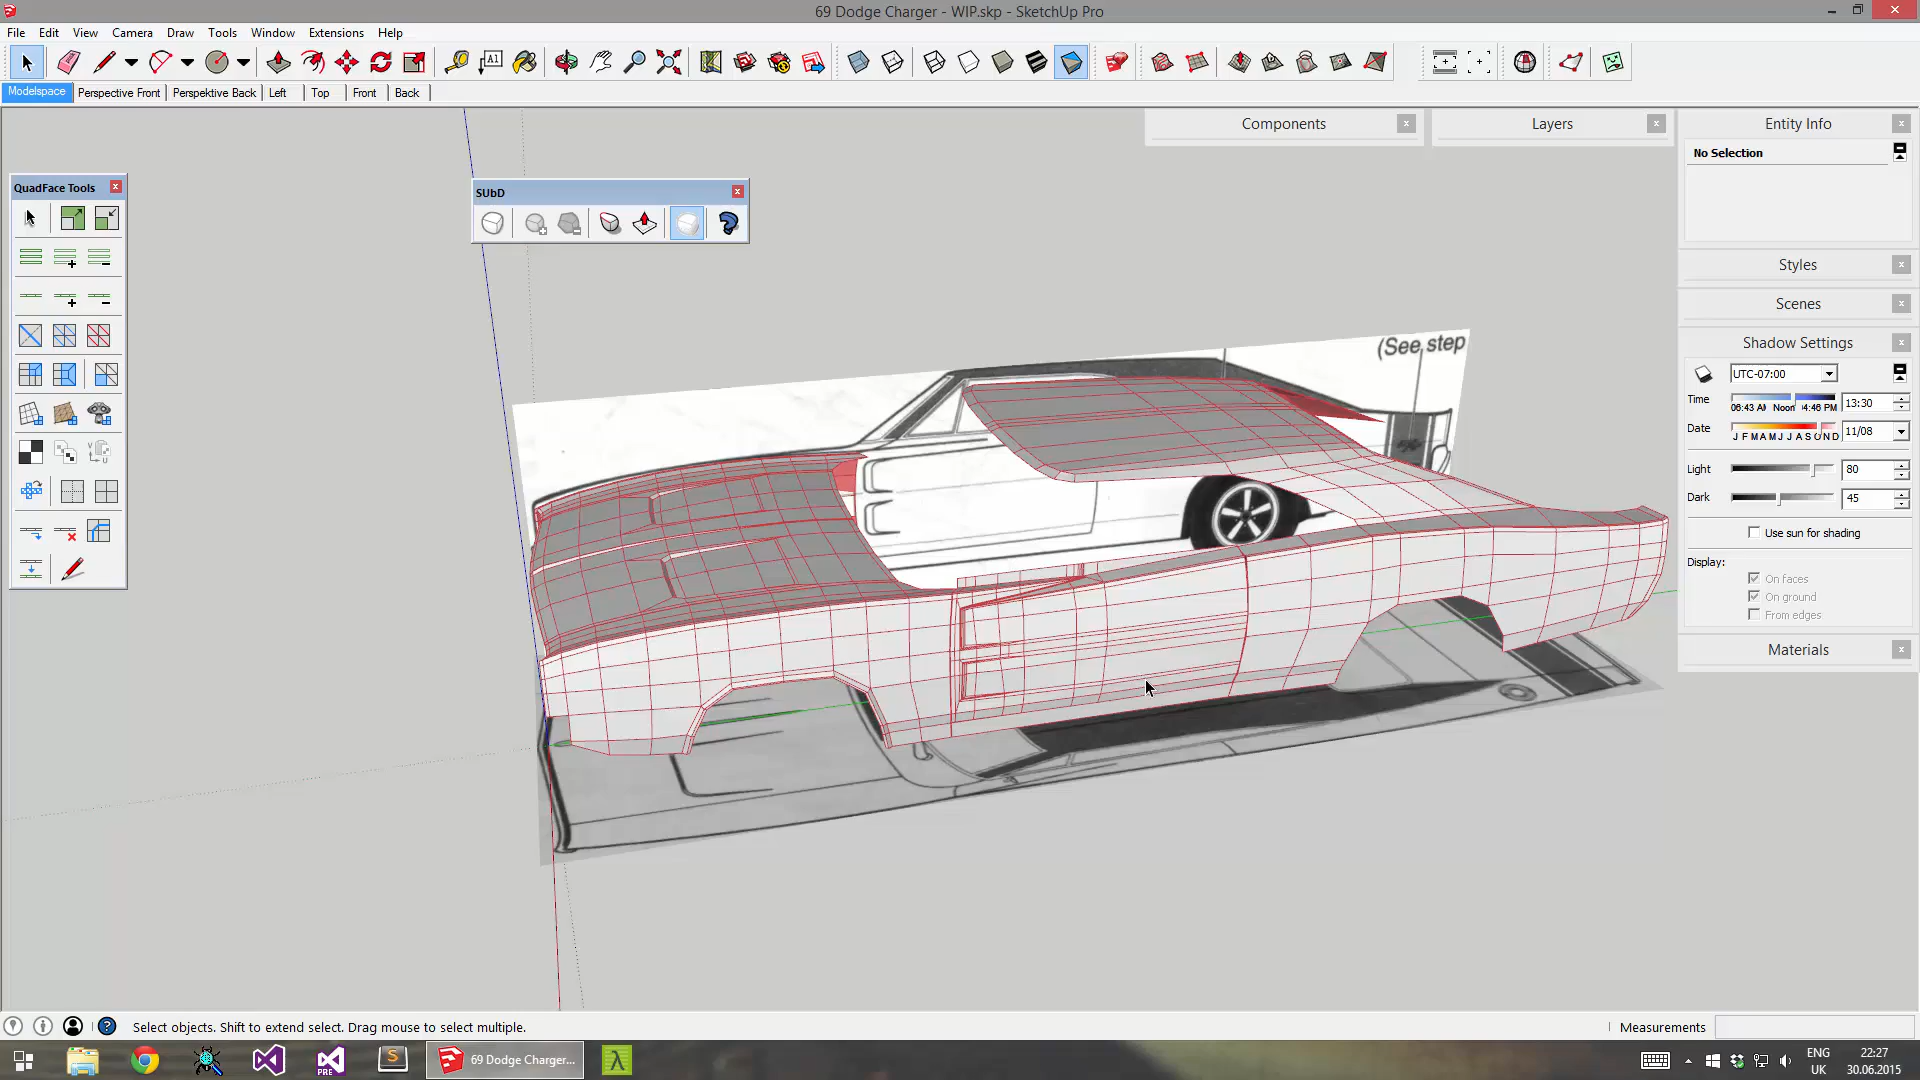 69 Dodge Charger - WIP.skp - SketchUp Pro
File Edit View Camera Draw Tools Window Extensions Help
A1
Modelspace Perspective Front Perspektive Back Left Top Front Back
Components
Layers
Entity Info
No Selection
QuadFace Tools
SUbD
Styles
Scenes
Shadow Settings
UTC-07:00
Time
06:43 AM Noon 04:46 PM
13:30
Date
J F M A M J J A S O N D
11/08
Light
80
Dark
45
Use sun for shading
Display:
On faces
On ground
From edges
Materials
(See step
Select objects. Shift to extend select. Drag mouse to select multiple.
Measurements
PRE
69 Dodge Charger...
ENG
UK
22:27
30.06.2015